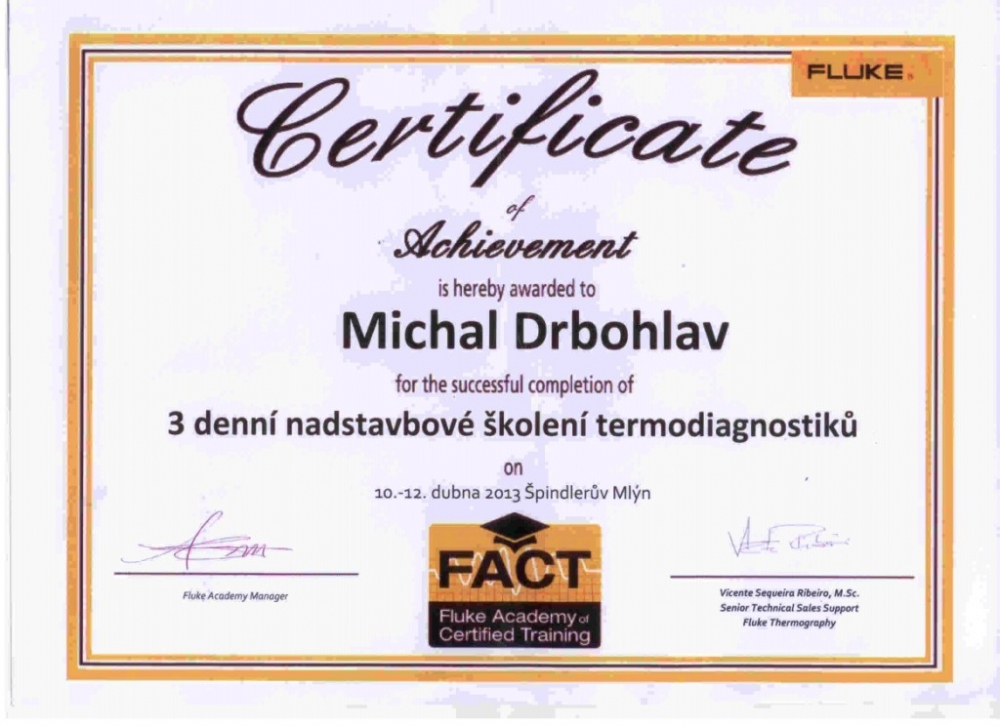 FLUKE®
Certificate
of
Achievement
is hereby awarded to
Michal Drbohlav
for the successful completion of
3 denní nadstavbové školení termodiagnostiků
on
10.-12. dubna 2013 Špindlerův Mlýn
FACT
Fluke Academy of
Certified Training
Fluke Academy Manager
Vicente Sequeira Ribeiro, M.Sc.
Senior Technical Sales Support
Fluke Thermography